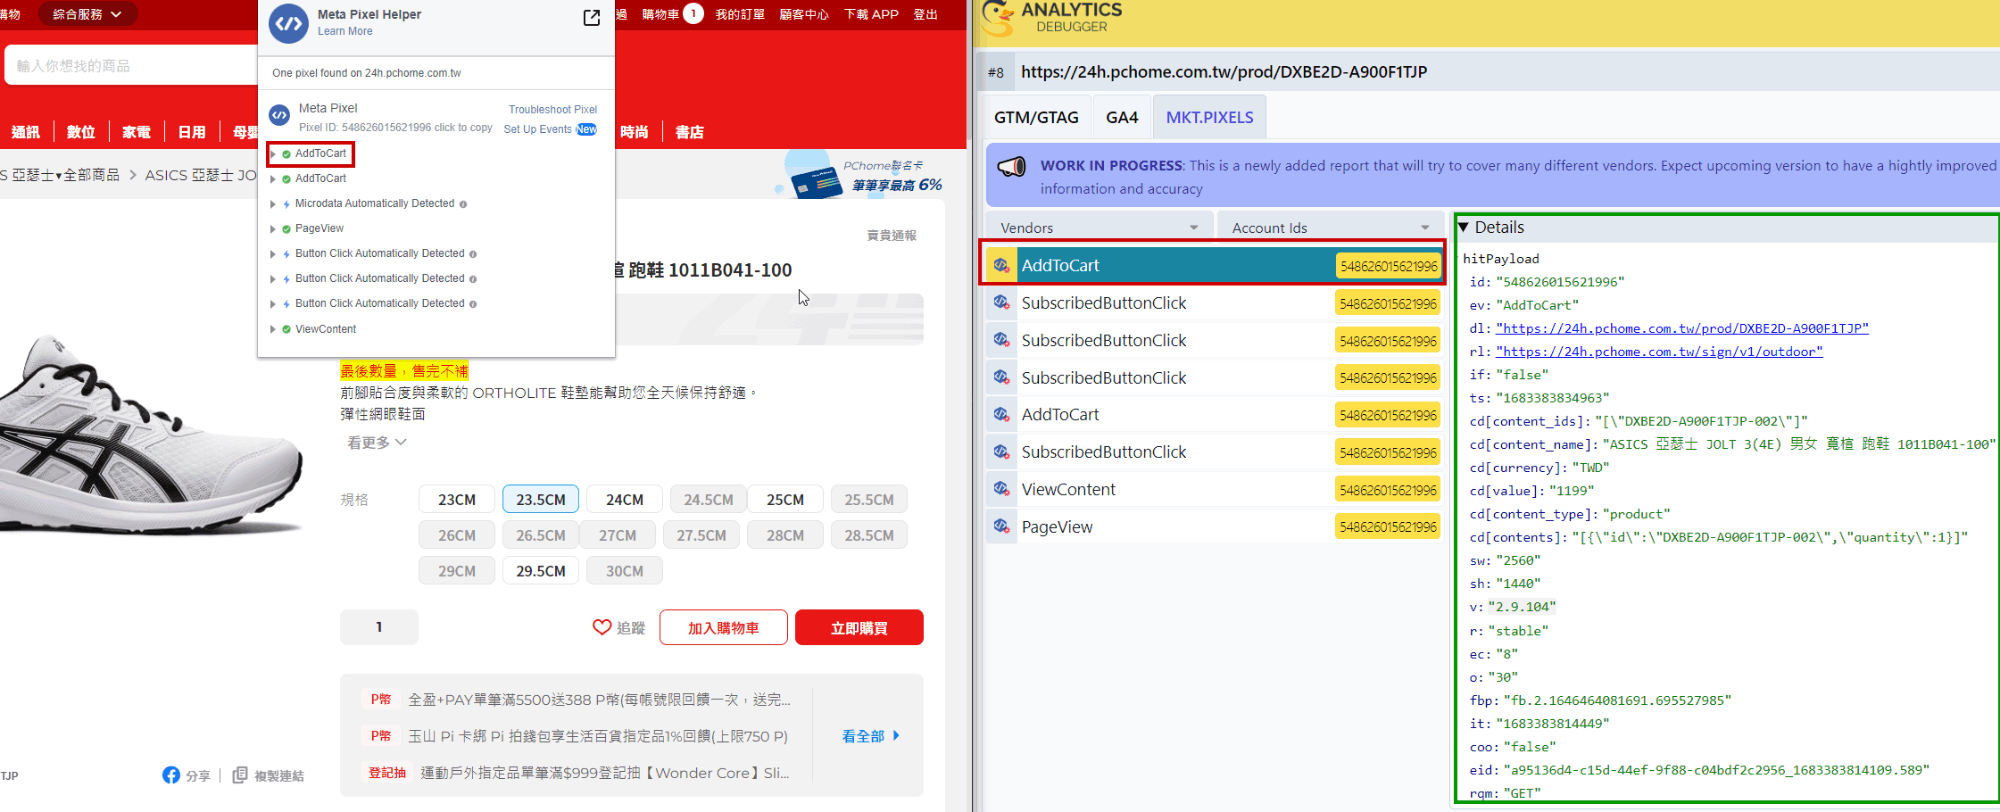 購物
綜合服務
過
購物車 1
我的訂單
顧客中心
下載 APP
登出
輸入你想找的商品
通訊
數位
家電
日用
母嬰
時尚
書店
S 亞瑟士▾全部商品 > ASICS 亞瑟士 JO
PChome聯名卡
筆筆享最高 6%
Meta Pixel Helper
Learn More
One pixel found on 24h.pchome.com.tw
Meta Pixel
Troubleshoot Pixel
Pixel ID: 548626015621996 click to copy
Set Up Events New
AddToCart
AddToCart
Microdata Automatically Detected
PageView
Button Click Automatically Detected
Button Click Automatically Detected
Button Click Automatically Detected
ViewContent
賣貴通報
楦 跑鞋 1011B041-100
最後數量，售完不補
前腳貼合度與柔軟的 ORTHOLITE 鞋墊能幫助您全天候保持舒適。
彈性網眼鞋面
看更多
規格
23CM 23.5CM 24CM 24.5CM 25CM 25.5CM
26CM 26.5CM 27CM 27.5CM 28CM 28.5CM
29CM 29.5CM 30CM
1
追蹤
加入購物車
立即購買
P幣 全盈+PAY單筆滿5500送388 P幣(每帳號限回饋一次，送完...
P幣 玉山 Pi 卡綁 Pi 拍錢包享生活百貨指定品1%回饋(上限750 P)
看全部
登記抽 運動戶外指定品單筆滿$999登記抽【Wonder Core】Sli...
TJP
分享
複製連結
ANALYTICS
DEBUGGER
#8 https://24h.pchome.com.tw/prod/DXBE2D-A900F1TJP
GTM/GTAG
GA4
MKT.PIXELS
WORK IN PROGRESS: This is a newly added report that will try to cover many different vendors. Expect upcoming version to have a hightly improved
information and accuracy
Vendors
Account Ids
AddToCart 548626015621996
SubscribedButtonClick 548626015621996
SubscribedButtonClick 548626015621996
SubscribedButtonClick 548626015621996
AddToCart 548626015621996
SubscribedButtonClick 548626015621996
ViewContent 548626015621996
PageView 548626015621996
Details
hitPayload
id: "548626015621996"
ev: "AddToCart"
dl: "https://24h.pchome.com.tw/prod/DXBE2D-A900F1TJP"
rl: "https://24h.pchome.com.tw/sign/v1/outdoor"
if: "false"
ts: "1683383834963"
cd[content_ids]: "[\"DXBE2D-A900F1TJP-002\"]"
cd[content_name]: "ASICS 亞瑟士 JOLT 3(4E) 男女 寬楦 跑鞋 1011B041-100"
cd[currency]: "TWD"
cd[value]: "1199"
cd[content_type]: "product"
cd[contents]: "[{\"id\":\"DXBE2D-A900F1TJP-002\",\"quantity\":1}]"
sw: "2560"
sh: "1440"
v: "2.9.104"
r: "stable"
ec: "8"
o: "30"
fbp: "fb.2.1646464081691.695527985"
it: "1683383814449"
coo: "false"
eid: "a95136d4-c15d-44ef-9f88-c04bdf2c2956_1683383814109.589"
rqm: "GET"